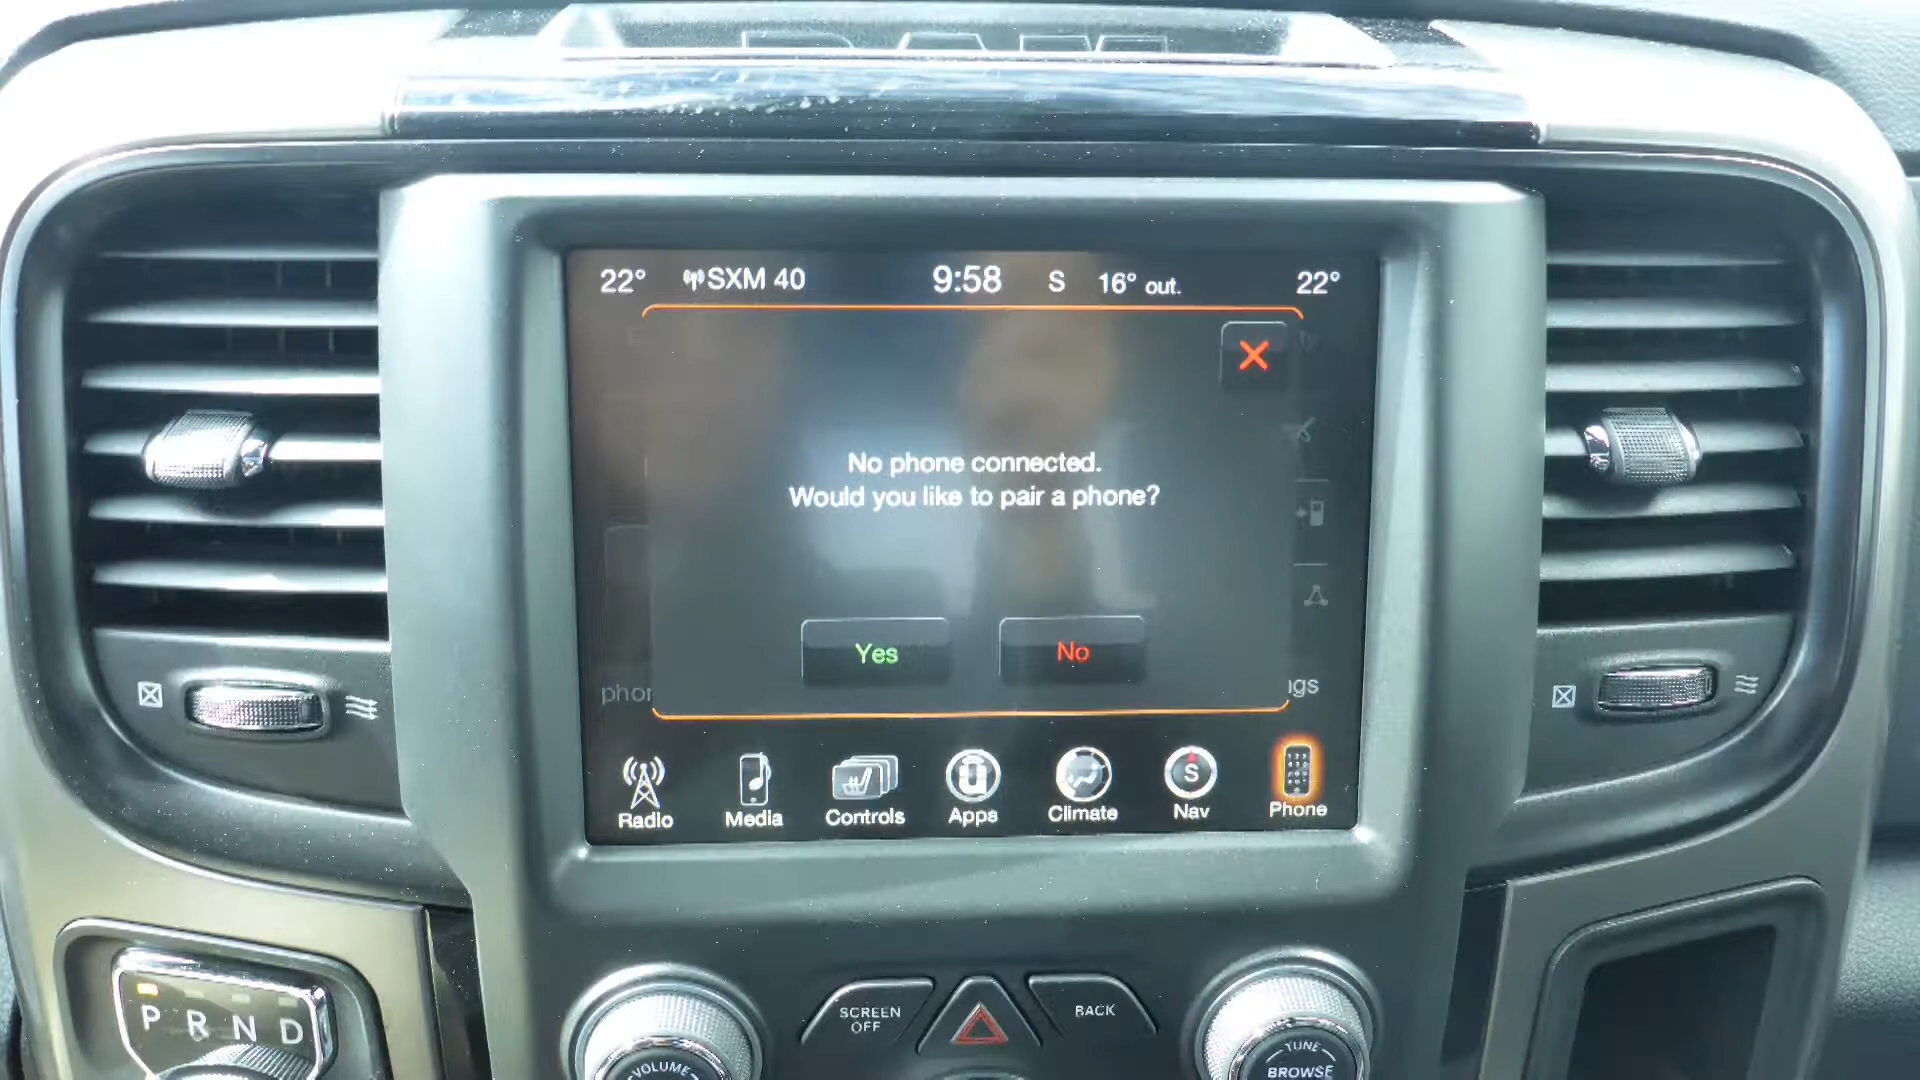 RAM
22° SXM 40 9:58 S 16° out. 22°
No phone connected.
Would you like to pair a phone?
Yes No
Radio Media Controls Apps Climate Nav Phone
S
P R N D
SCREEN
OFF
BACK
VOLUME
TUNE
BROWSE